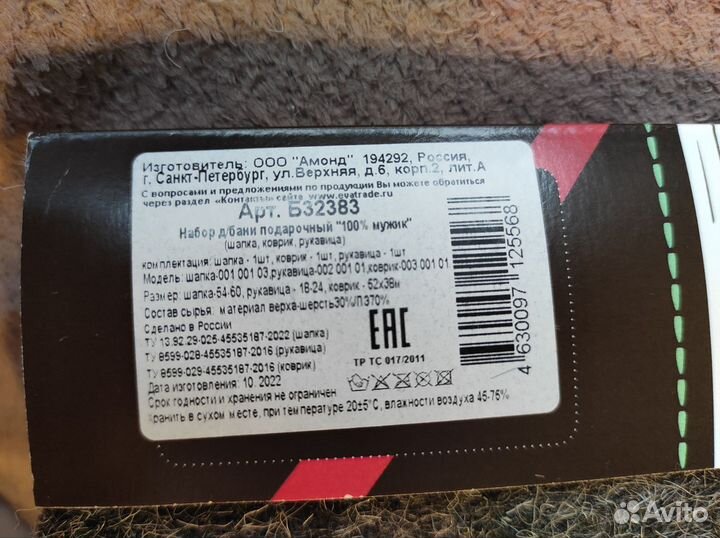 Изготовитель: ООО "Амонд" 194292, Россия,
г. Санкт-Петербург, ул.Верхняя, д.6, корп.2, лит.А
С вопросами и предложениями по продукции Вы можете обратиться
через раздел «Контакты» сайта www.evatrade.ru
Арт. Б32383
Набор д/бани подарочный "100% мужик"
(шапка, коврик, рукавица)
комплектация: шапка - 1шт, коврик - 1шт, рукавица - 1шт
Модель: шапка-001 001 03,рукавица-002 001 01,коврик-003 001 01
Размер: шапка-54-60, рукавица - 16-24, коврик - 52х36м
Состав сырья: материал верха-шерсть30%/ПЭ70%
Сделано в России
ТУ 13.92.29-025-45535187-2022 (шапка)
ТУ 8599-028-45535187-2016 (рукавица)
ТУ 8599-029-45535187-2016 (коврик)
Дата изготовления: 10.2022
Срок годности и хранения не ограничен
Хранить в сухом месте, при температуре 20±5°С, влажности воздуха 45-75%
ЕАС
ТР ТС 017/2011
4 630097 125568
Avito